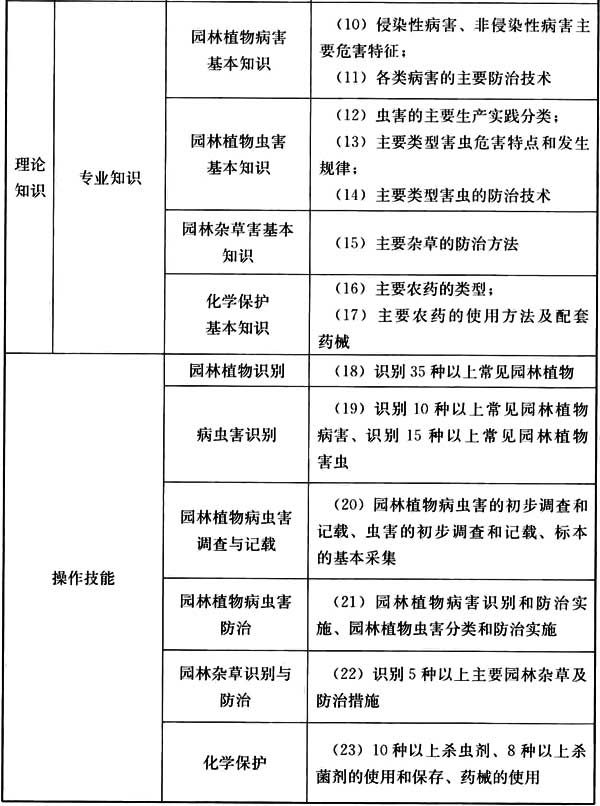 理论
知识
专业知识
园林植物病害
基本知识
（10）侵染性病害、非侵染性病害主
要危害特征；
（11）各类病害的主要防治技术
园林植物虫害
基本知识
（12）虫害的主要生产实践分类；
（13）主要类型害虫危害特点和发生
规律；
（14）主要类型害虫的防治技术
园林杂草害基本
知识
（15）主要杂草的防治方法
化学保护
基本知识
（16）主要农药的类型；
（17）主要农药的使用方法及配套
药械
操作技能
园林植物识别
（18）识别 35 种以上常见园林植物
病虫害识别
（19）识别 10 种以上常见园林植物
病害、识别 15 种以上常见园林植物
害虫
园林植物病虫害
调查与记载
（20）园林植物病虫害的初步调查和
记载、虫害的初步调查和记载、标本
的基本采集
园林植物病虫害
防治
（21）园林植物病害识别和防治实
施、园林植物虫害分类和防治实施
园林杂草识别与
防治
（22）识别 5 种以上主要园林杂草及
防治措施
化学保护
（23）10 种以上杀虫剂、8 种以上杀
菌剂的使用和保存、药械的使用